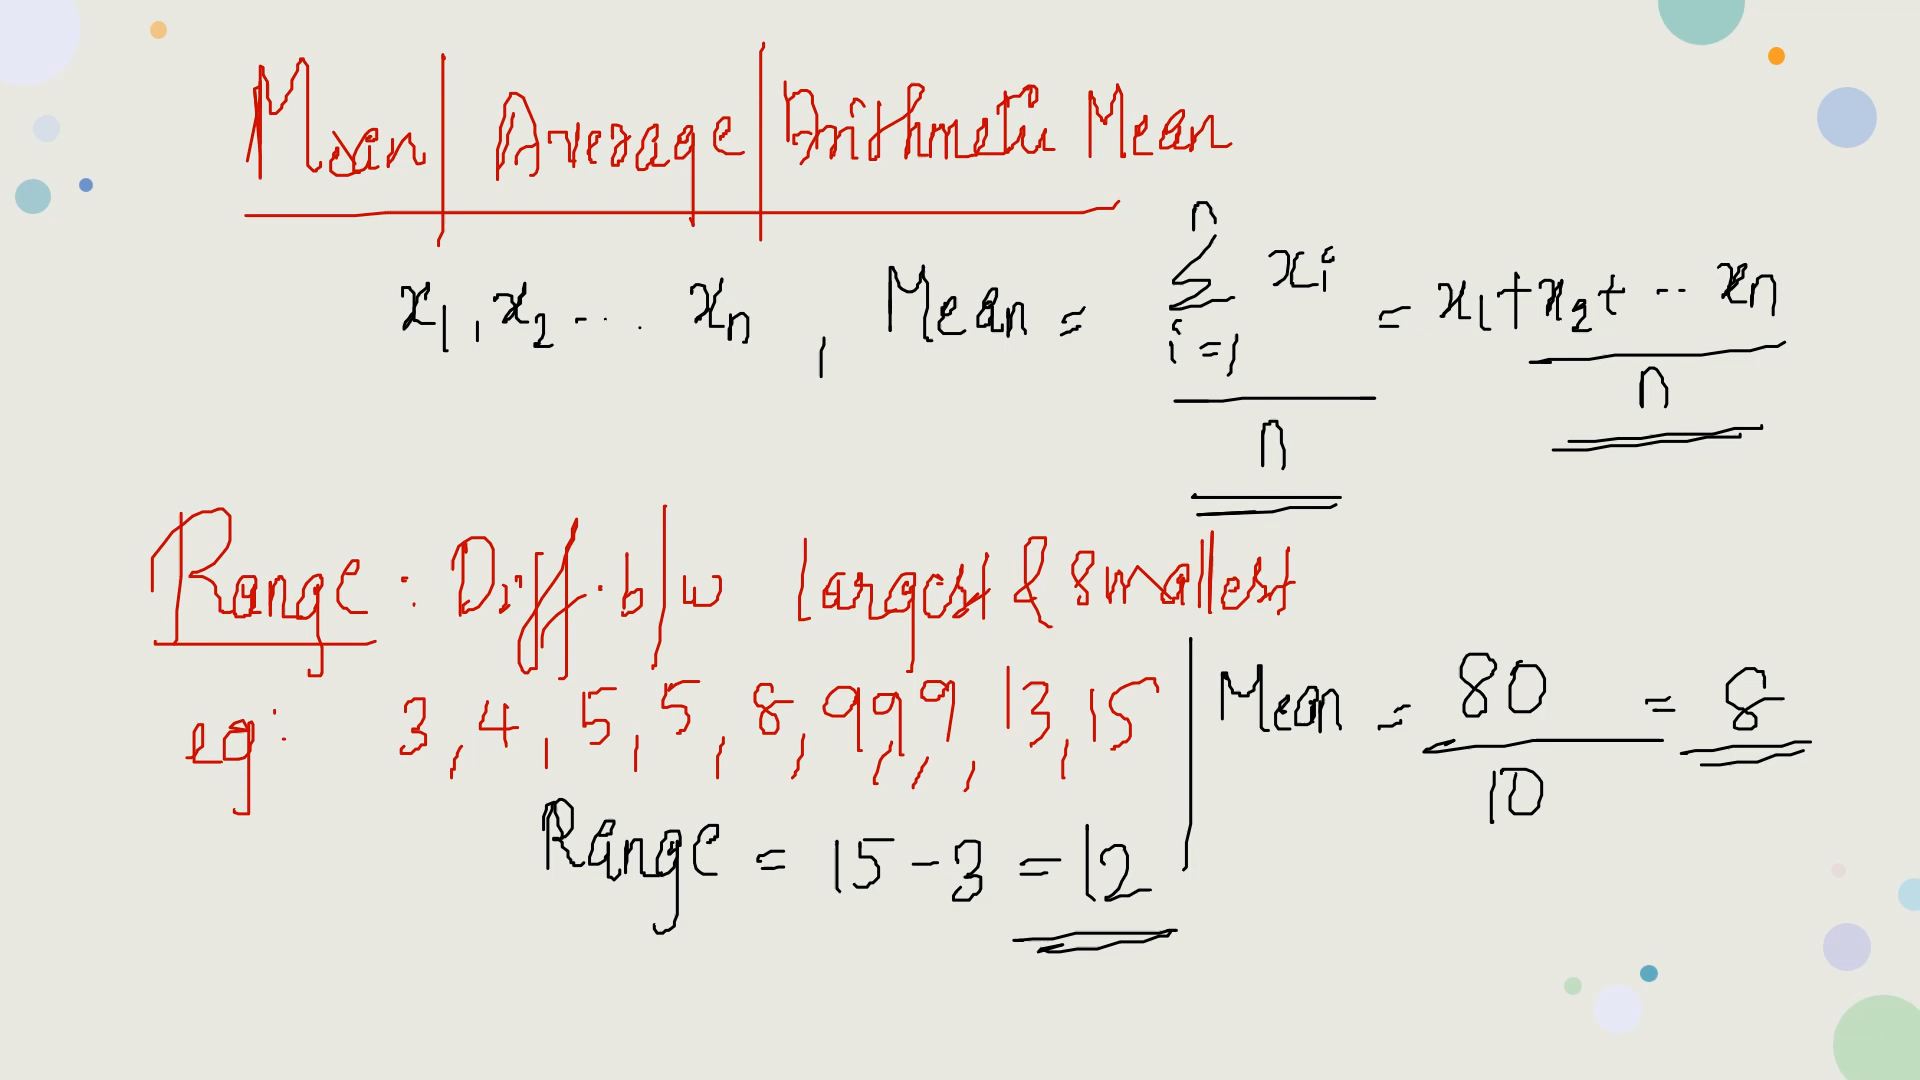 Mean | Average | Arithmetic Mean
x₁, x₂ - . . . xₙ , Mean = n Σ i=1 xᵢ / n = x₁+x₂+ -- xₙ / n
Range : Diff. b/w largest & smallest
eg: 3, 4, 5, 5, 8, 9, 9, 9, 13, 15 | Mean = 80/10 = 8
Range = 15 - 3 = 12